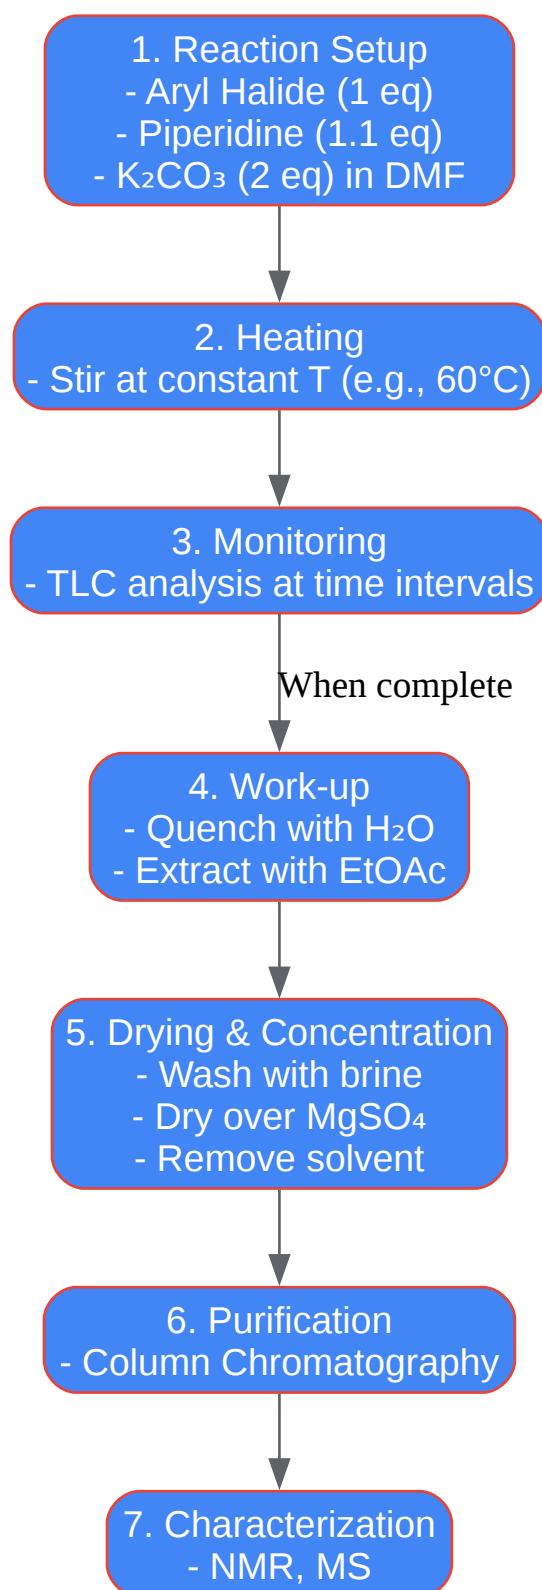 1. Reaction Setup
- Aryl Halide (1 eq)
- Piperidine (1.1 eq)
- K₂CO₃ (2 eq) in DMF
2. Heating
- Stir at constant T (e.g., 60°C)
3. Monitoring
- TLC analysis at time intervals
When complete
4. Work-up
- Quench with H₂O
- Extract with EtOAc
5. Drying & Concentration
- Wash with brine
- Dry over MgSO₄
- Remove solvent
6. Purification
- Column Chromatography
7. Characterization
- NMR, MS